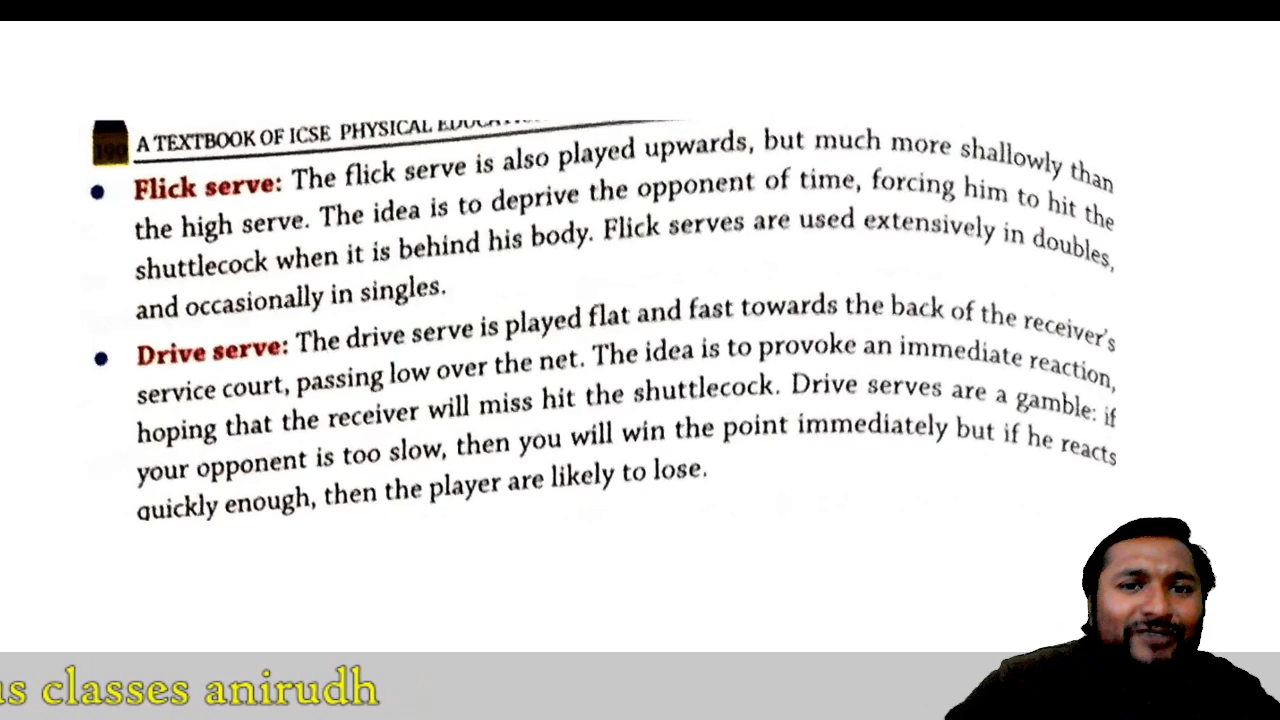 A TEXTBOOK OF ICSE PHYSICAL
Flick serve: The flick serve is also played upwards, but much more shallowly than
the high serve. The idea is to deprive the opponent of time, forcing him to hit the
shuttlecock when it is behind his body. Flick serves are used extensively in doubles,
and occasionally in singles.
Drive serve: The drive serve is played flat and fast towards the back of the receiver's
service court, passing low over the net. The idea is to provoke an immediate reaction,
hoping that the receiver will miss hit the shuttlecock. Drive serves are a gamble: if
your opponent is too slow, then you will win the point immediately but if he reacts
quickly enough, then the player are likely to lose.
classes anirudh